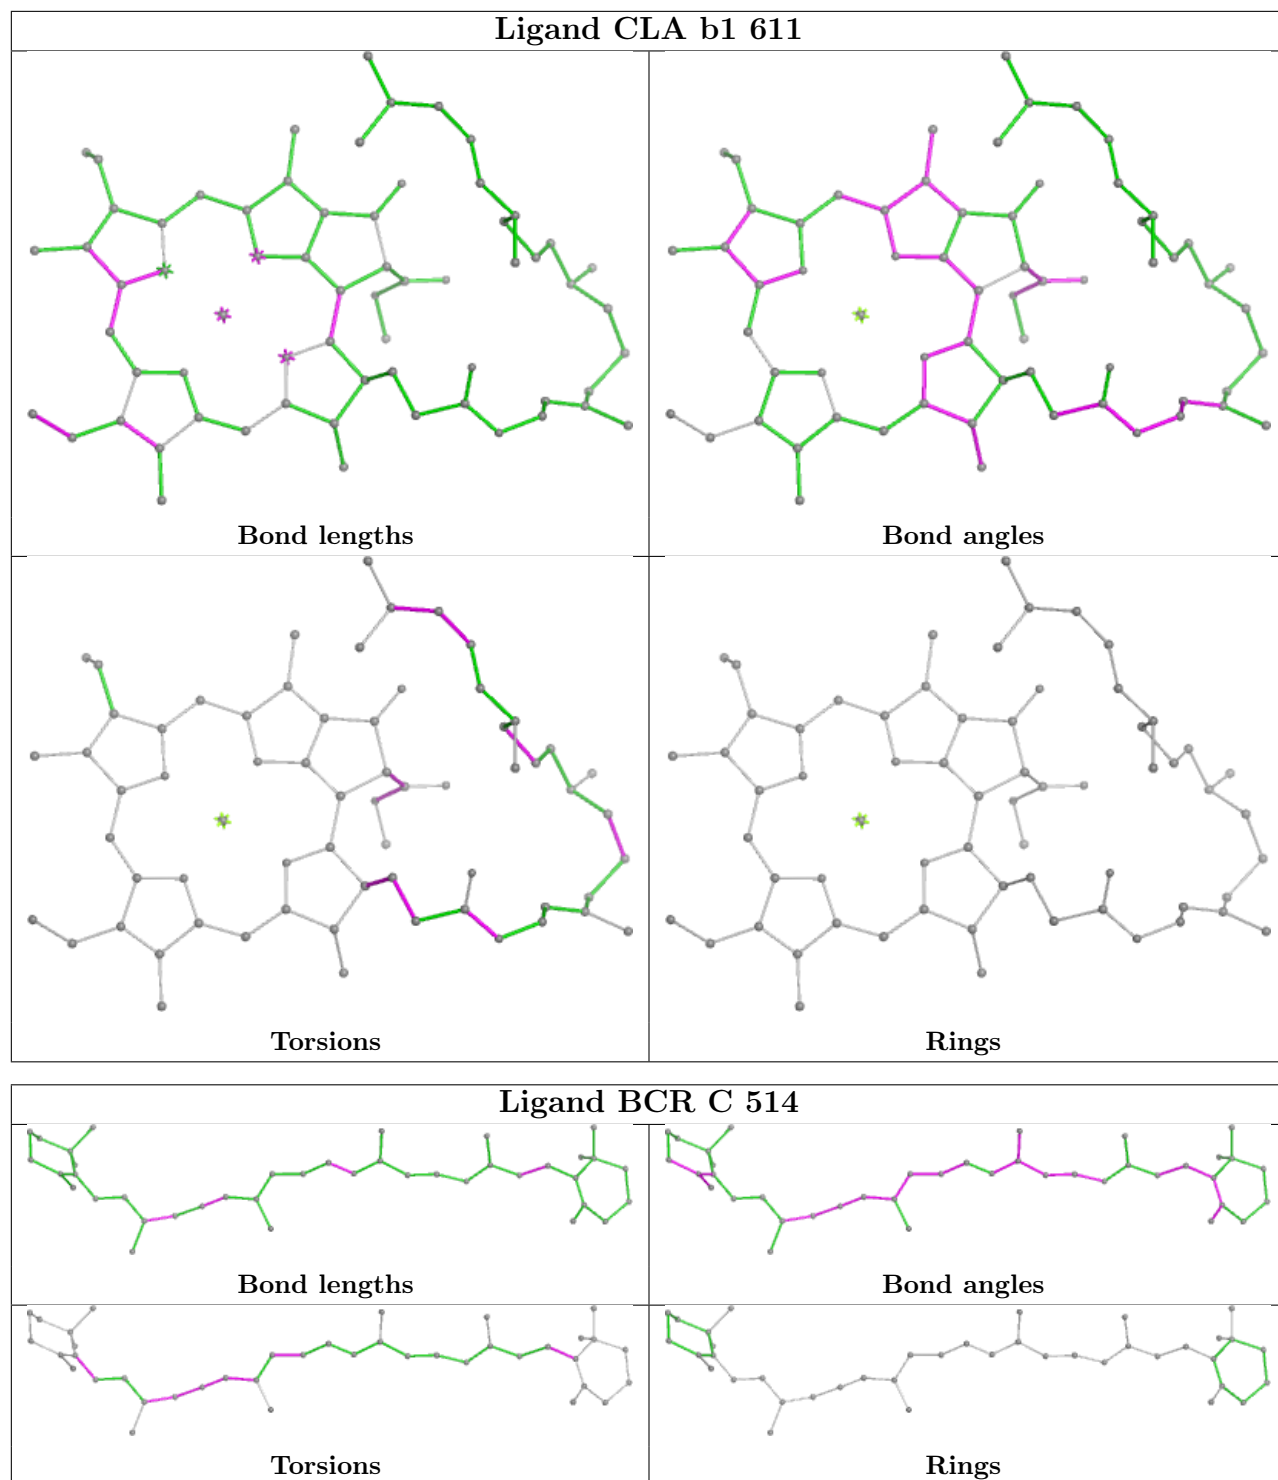 Ligand CLA b1 611
Bond lengths
Bond angles
Torsions
Rings
Ligand BCR C 514
Bond lengths
Bond angles
Torsions
Rings